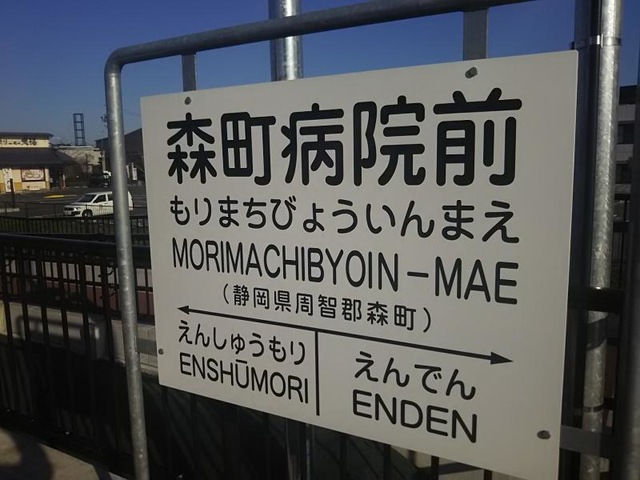 森町病院前
もりまちびょういんまえ
MORIMACHIBYOIN-MAE
(静岡県周智郡森町)
えんしゅうもり
ENSHŪMORI
えんでん
ENDEN